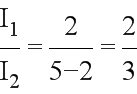 I₁/I₂ = 2/(5−2) = 2/3